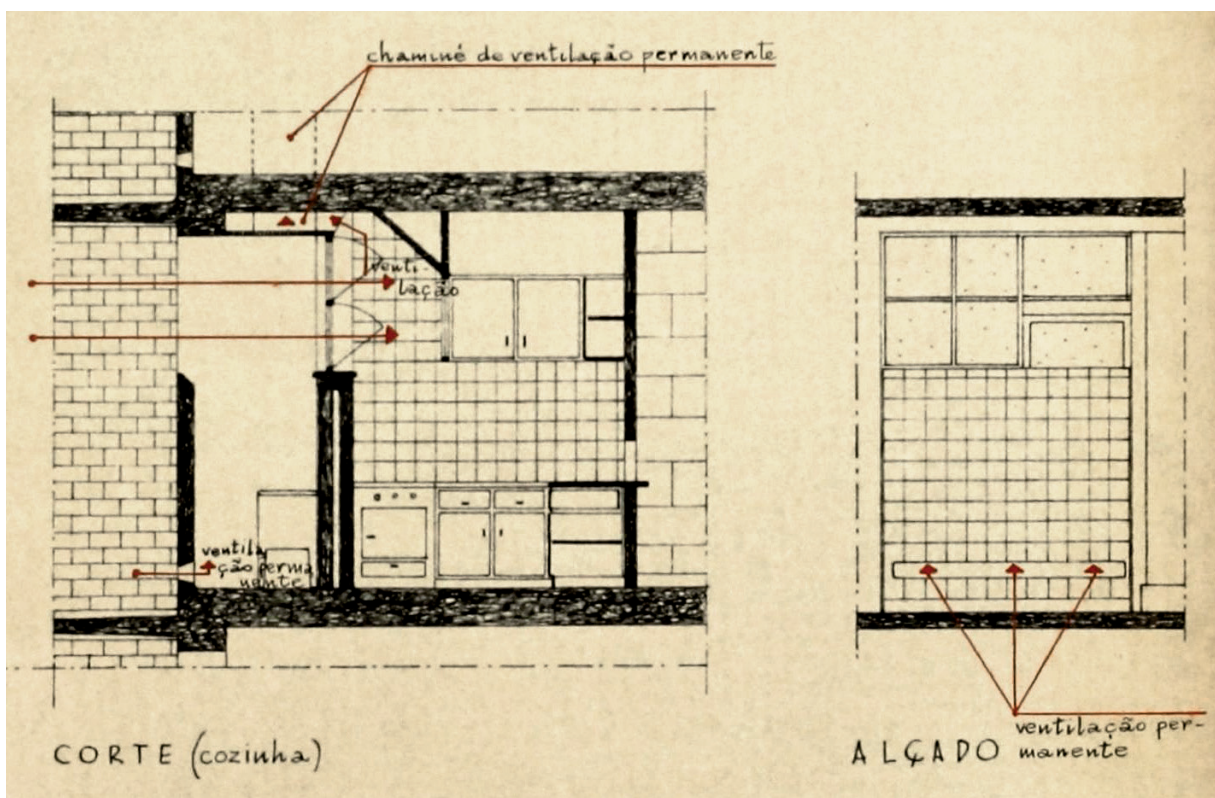 chaminé de ventilação permanente
venti-
lação
ventila
ção perma
nente
CORTE (cozinha)
ALÇADO
ventilação per-
manente